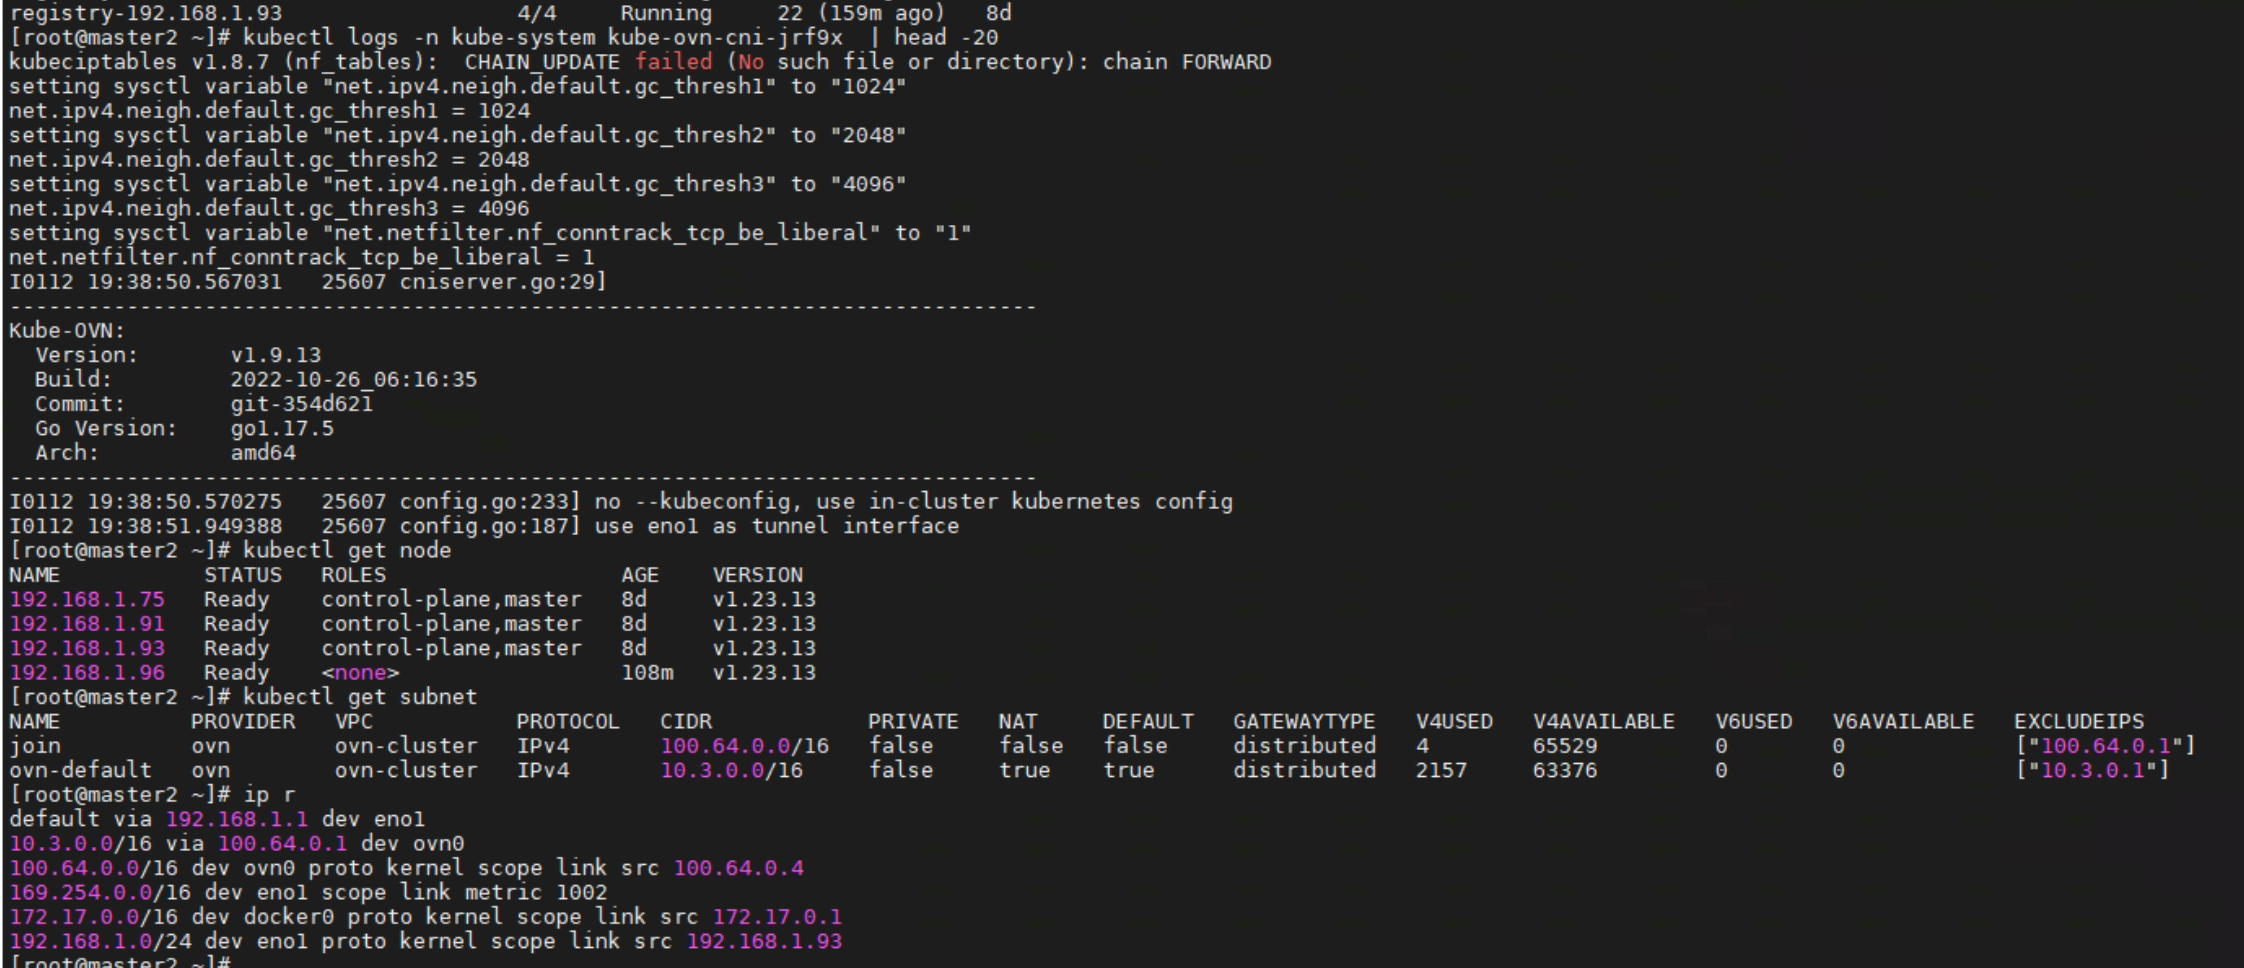 registry-192.168.1.93                  4/4     Running     22 (159m ago)   8d
[root@master2 ~]# kubectl logs -n kube-system kube-ovn-cni-jrf9x  | head -20
kubeciptables v1.8.7 (nf_tables):  CHAIN_UPDATE failed (No such file or directory): chain FORWARD
setting sysctl variable "net.ipv4.neigh.default.gc_thresh1" to "1024"
net.ipv4.neigh.default.gc_thresh1 = 1024
setting sysctl variable "net.ipv4.neigh.default.gc_thresh2" to "2048"
net.ipv4.neigh.default.gc_thresh2 = 2048
setting sysctl variable "net.ipv4.neigh.default.gc_thresh3" to "4096"
net.ipv4.neigh.default.gc_thresh3 = 4096
setting sysctl variable "net.netfilter.nf_conntrack_tcp_be_liberal" to "1"
net.netfilter.nf_conntrack_tcp_be_liberal = 1
I0112 19:38:50.567031   25607 cniserver.go:29]
-------------------------------------------------------------------------------
Kube-OVN:
  Version:       v1.9.13
  Build:         2022-10-26_06:16:35
  Commit:        git-354d621
  Go Version:    go1.17.5
  Arch:          amd64
-------------------------------------------------------------------------------
I0112 19:38:50.570275   25607 config.go:233] no --kubeconfig, use in-cluster kubernetes config
I0112 19:38:51.949388   25607 config.go:187] use eno1 as tunnel interface
[root@master2 ~]# kubectl get node
NAME           STATUS   ROLES                  AGE    VERSION
192.168.1.75   Ready    control-plane,master   8d     v1.23.13
192.168.1.91   Ready    control-plane,master   8d     v1.23.13
192.168.1.93   Ready    control-plane,master   8d     v1.23.13
192.168.1.96   Ready    <none>                 108m   v1.23.13
[root@master2 ~]# kubectl get subnet
NAME          PROVIDER   VPC           PROTOCOL   CIDR            PRIVATE   NAT     DEFAULT   GATEWAYTYPE   V4USED   V4AVAILABLE   V6USED   V6AVAILABLE   EXCLUDEIPS
join          ovn        ovn-cluster   IPv4       100.64.0.0/16   false     false   false     distributed   4        65529         0        0             ["100.64.0.1"]
ovn-default   ovn        ovn-cluster   IPv4       10.3.0.0/16     false     true    true      distributed   2157     63376         0        0             ["10.3.0.1"]
[root@master2 ~]# ip r
default via 192.168.1.1 dev eno1
10.3.0.0/16 via 100.64.0.1 dev ovn0
100.64.0.0/16 dev ovn0 proto kernel scope link src 100.64.0.4
169.254.0.0/16 dev eno1 scope link metric 1002
172.17.0.0/16 dev docker0 proto kernel scope link src 172.17.0.1
192.168.1.0/24 dev eno1 proto kernel scope link src 192.168.1.93
[root@master2 ~]#